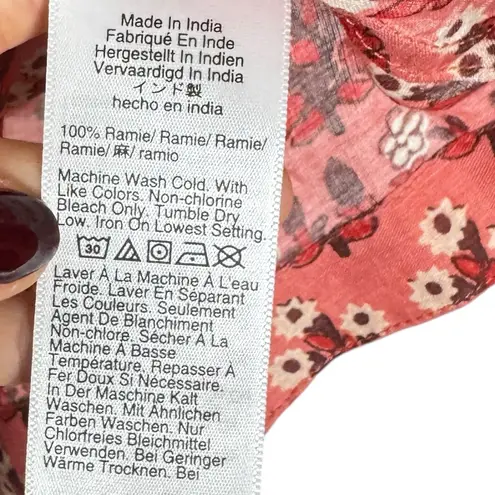 Made In India
Fabriqué En Inde
Hergestellt In Indien
Vervaardigd In India
インド製
hecho en india
100% Ramie/ Ramie/ Ramie/
Ramie/ 麻/ ramio
Machine Wash Cold. With
Like Colors. Non-chlorine
Bleach Only. Tumble Dry
Low. Iron On Lowest Setting.
30
Laver À La Machine À L'eau
Froide. Laver En Séparant
Les Couleurs. Seulement
Agent De Blanchiment
Non-chlore. Sécher À La
Machine À Basse
Température. Repasser À
Fer Doux Si Nécessaire.
In Der Maschine Kalt
Waschen. Mit Ähnlichen
Farben Waschen. Nur
Chlorfreies Bleichmittel
Verwenden. Bei Geringer
Wärme Trocknen. Bei